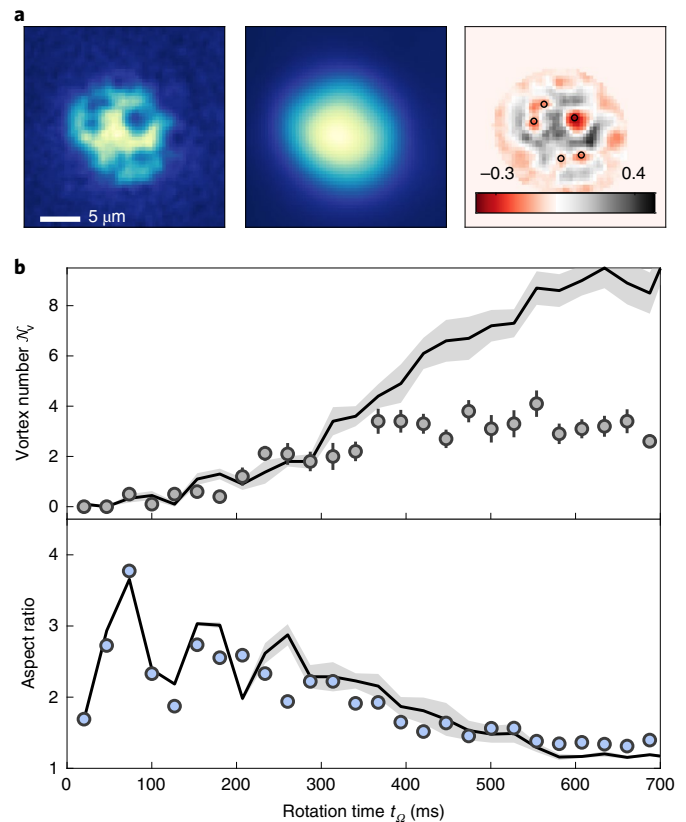 a
5 μm
−0.3 0.4
b
8
6
4
2
0
Vortex number 𝒩ᵥ
4
3
2
1
Aspect ratio
0 100 200 300 400 500 600 700
Rotation time t_Ω (ms)